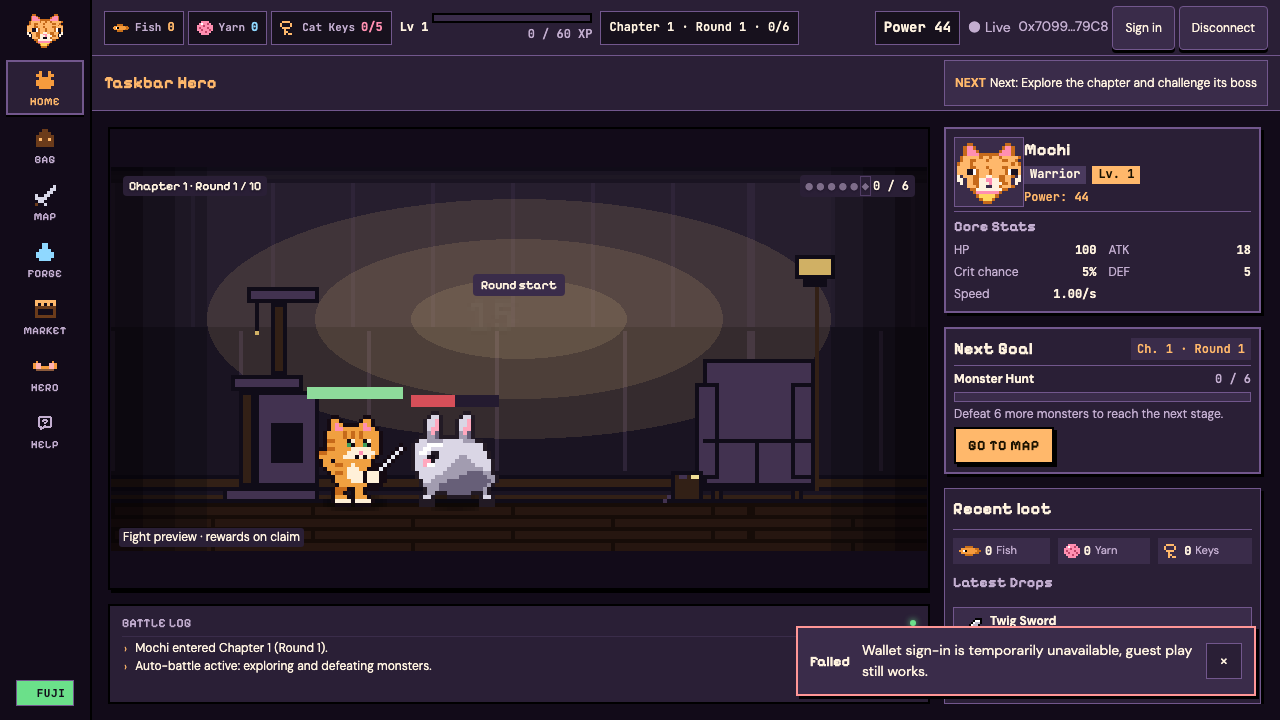 Fish 0
Yarn 0
Cat Keys 0/5
Lv 1
0 / 60 XP
Chapter 1 · Round 1 · 0/6
Power 44
Live
0x7099…79C8
Sign in
Disconnect
HOME
BAG
MAP
FORGE
MARKET
HERO
HELP
FUJI
Taskbar Hero
NEXT Next: Explore the chapter and challenge its boss
Chapter 1 · Round 1 / 10
0 / 6
Round start
15
Fight preview · rewards on claim
BATTLE LOG
› Mochi entered Chapter 1 (Round 1).
› Auto-battle active: exploring and defeating monsters.
Mochi
Warrior
Lv. 1
Power: 44
Core Stats
HP 100 ATK 18
Crit chance 5% DEF 5
Speed 1.00/s
Next Goal
Ch. 1 · Round 1
Monster Hunt 0 / 6
Defeat 6 more monsters to reach the next stage.
GO TO MAP
Recent loot
0 Fish
0 Yarn
0 Keys
Latest Drops
Twig Sword
Failed
Wallet sign-in is temporarily unavailable, guest play
still works.
×